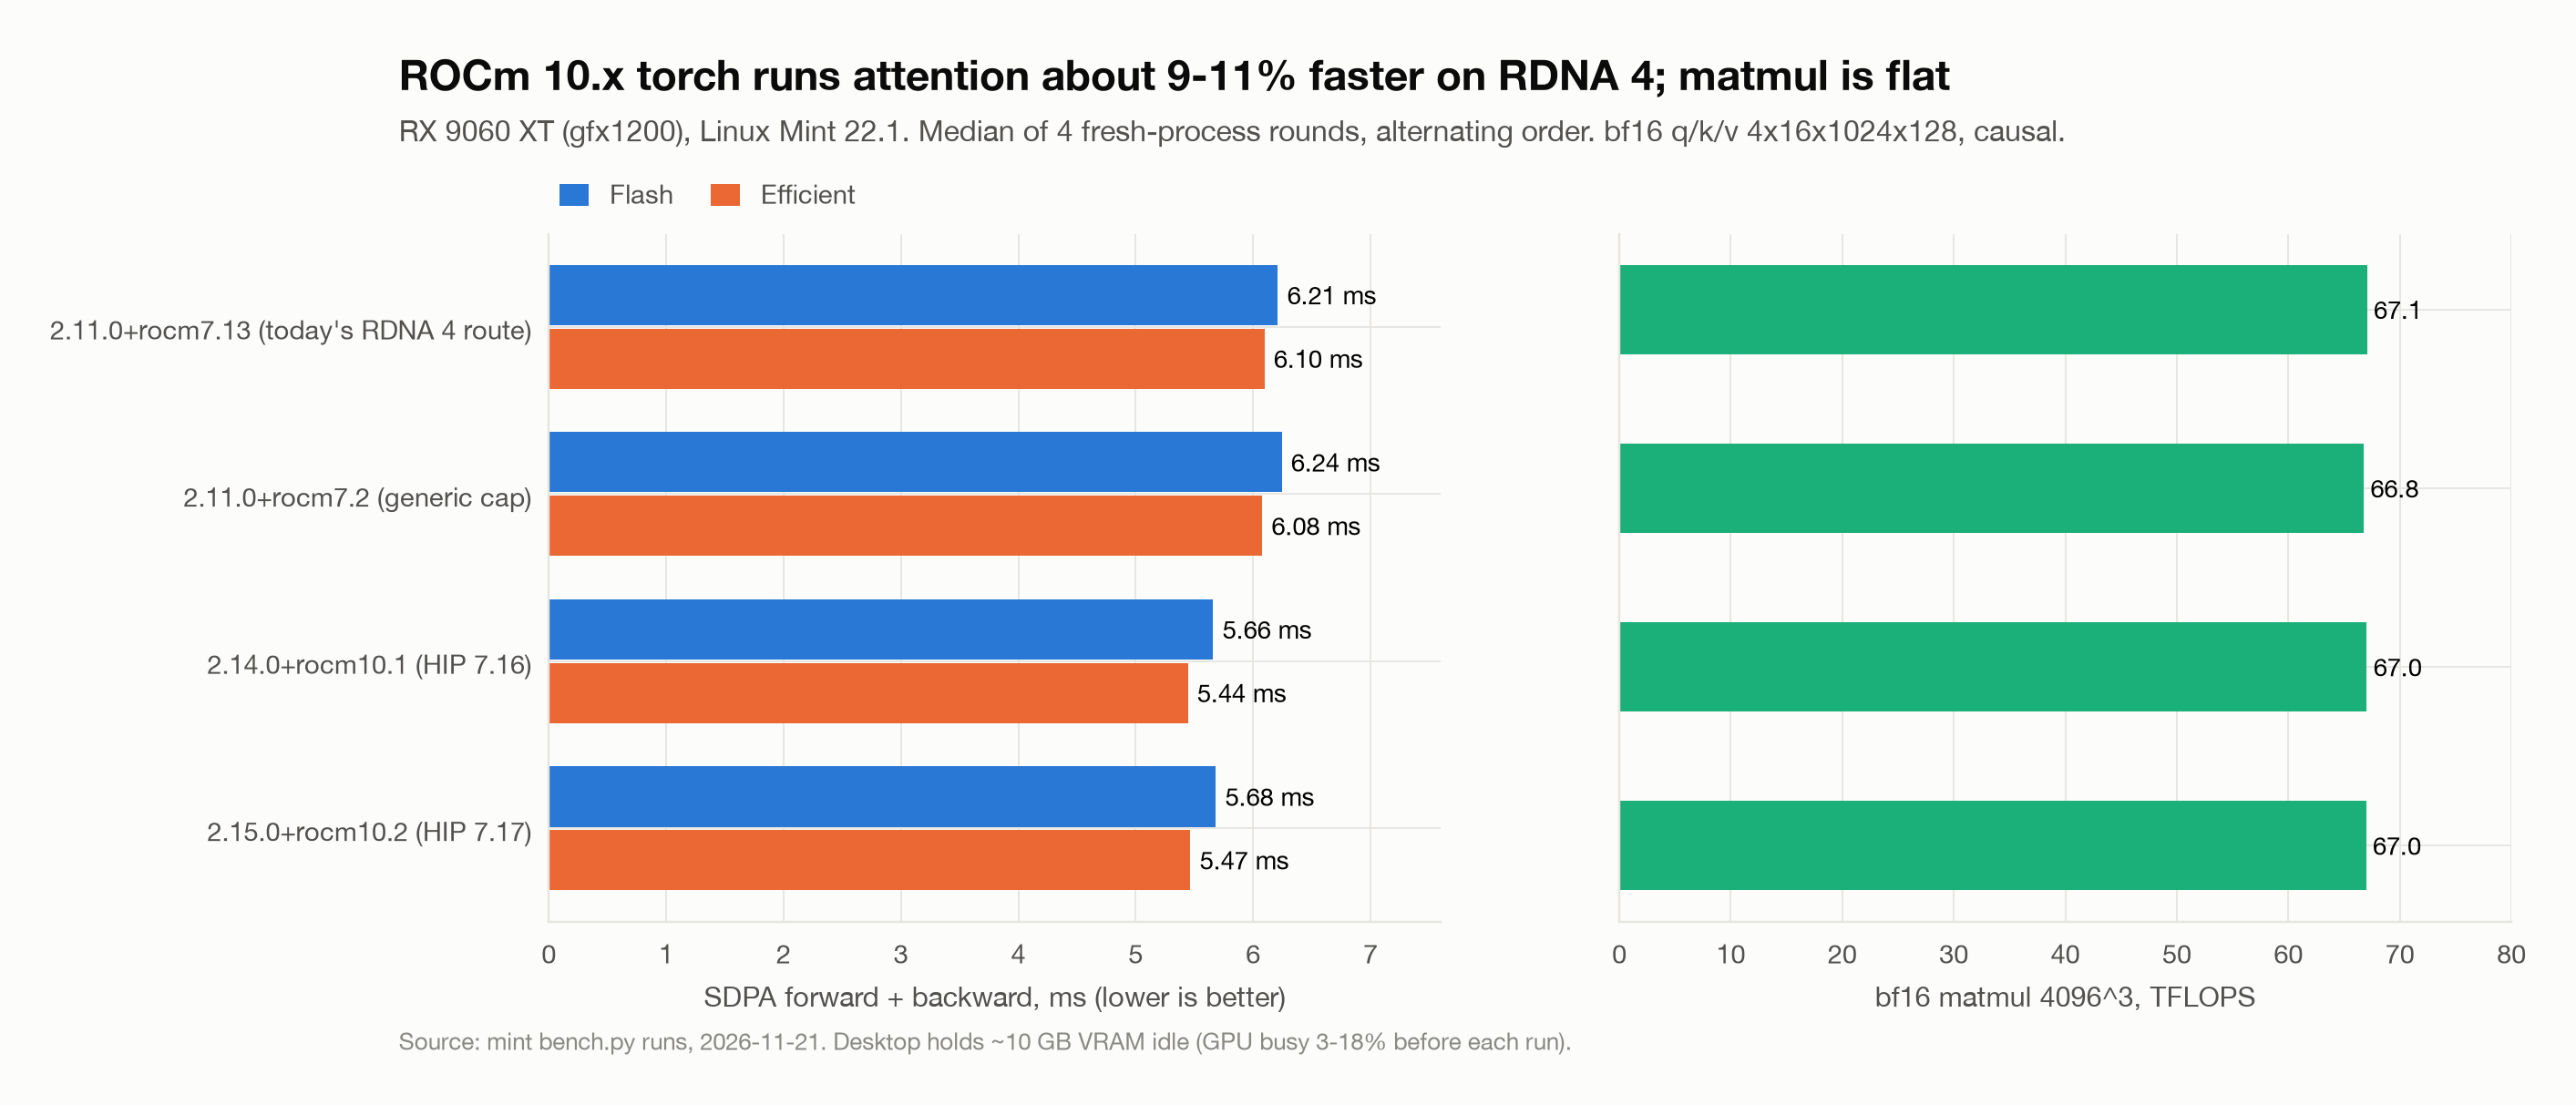 ROCm 10.x torch runs attention about 9-11% faster on RDNA 4; matmul is flat
RX 9060 XT (gfx1200), Linux Mint 22.1. Median of 4 fresh-process rounds, alternating order. bf16 q/k/v 4x16x1024x128, causal.
Flash
Efficient
2.11.0+rocm7.13 (today's RDNA 4 route)
6.21 ms
6.10 ms
67.1
2.11.0+rocm7.2 (generic cap)
6.24 ms
6.08 ms
66.8
2.14.0+rocm10.1 (HIP 7.16)
5.66 ms
5.44 ms
67.0
2.15.0+rocm10.2 (HIP 7.17)
5.68 ms
5.47 ms
67.0
0 1 2 3 4 5 6 7
0 10 20 30 40 50 60 70 80
SDPA forward + backward, ms (lower is better)
bf16 matmul 4096^3, TFLOPS
Source: mint bench.py runs, 2026-11-21. Desktop holds ~10 GB VRAM idle (GPU busy 3-18% before each run).